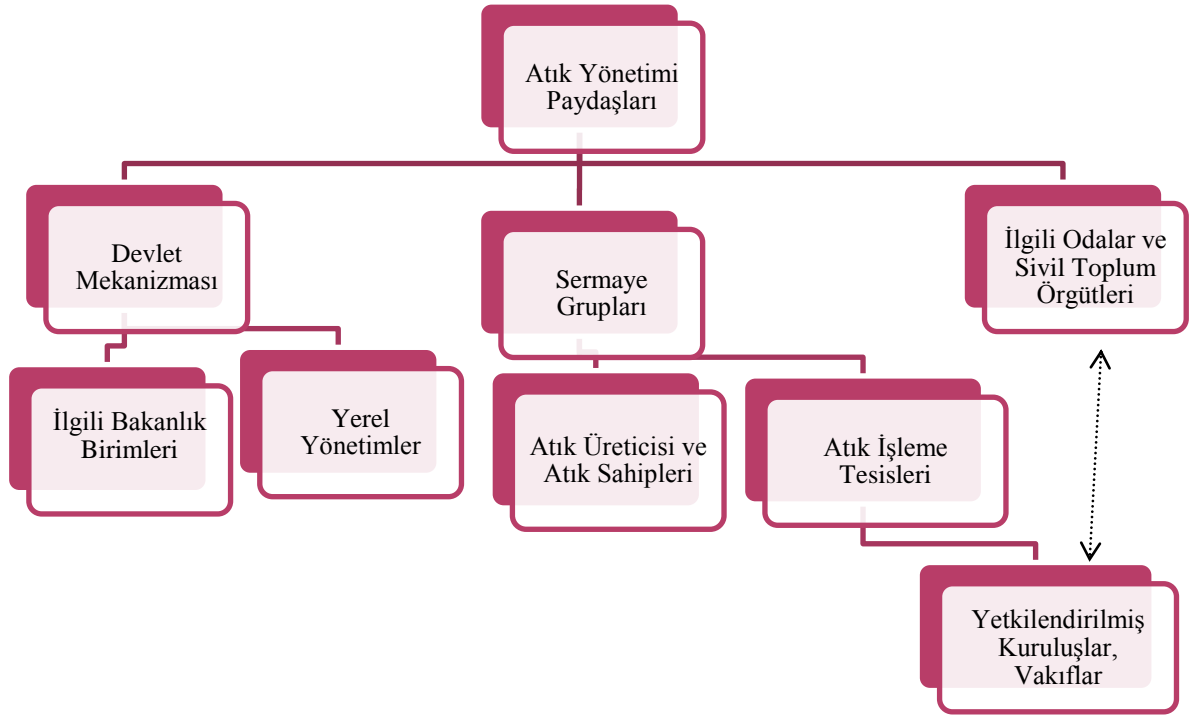 Atık Yönetimi
Paydaşları
Devlet
Mekanizması
Sermaye
Grupları
İlgili Odalar ve
Sivil Toplum
Örgütleri
İlgili Bakanlık
Birimleri
Yerel
Yönetimler
Atık Üreticisi ve
Atık Sahipleri
Atık İşleme
Tesisleri
Yetkilendirilmiş
Kuruluşlar,
Vakıflar